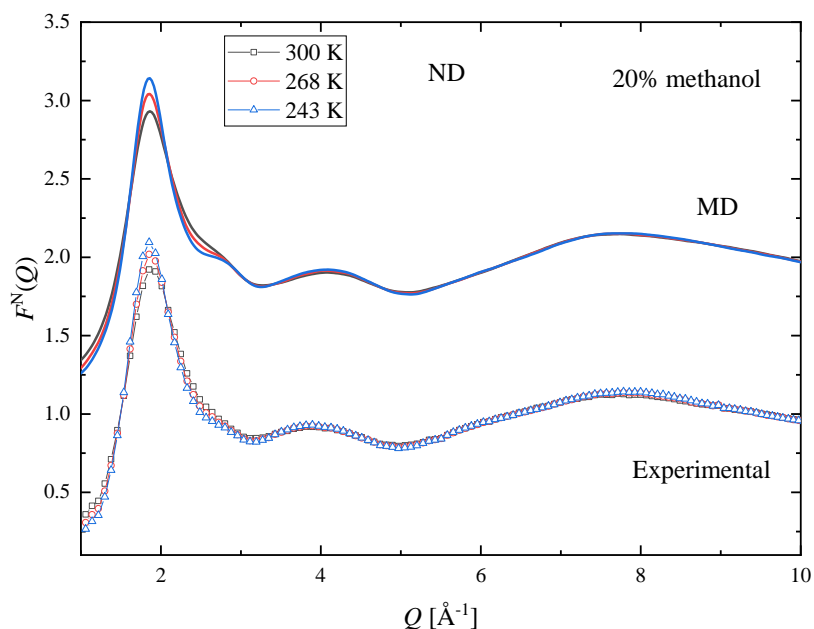 3.5
3.0
2.5
2.0
1.5
1.0
0.5
F^N(Q)
300 K
268 K
243 K
ND
20% methanol
MD
Experimental
2
4
6
8
10
Q [Å⁻¹]